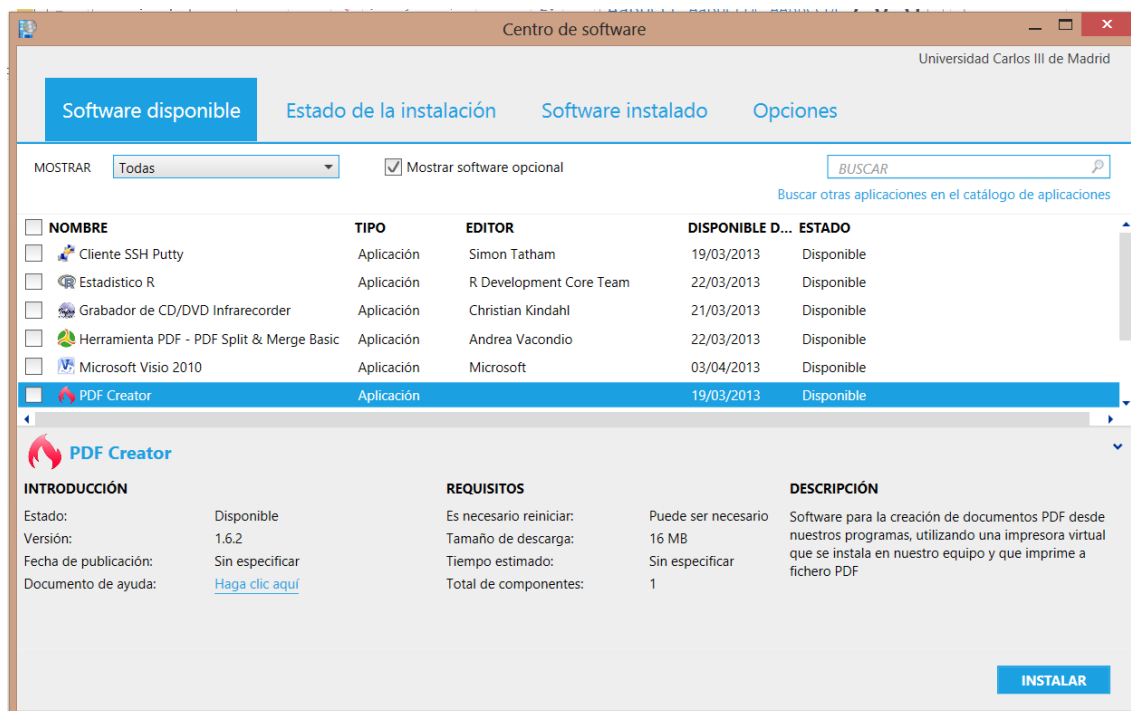 Centro de software
Universidad Carlos III de Madrid
Software disponible Estado de la instalación Software instalado Opciones
MOSTRAR Todas Mostrar software opcional BUSCAR
Buscar otras aplicaciones en el catálogo de aplicaciones
NOMBRE TIPO EDITOR DISPONIBLE D... ESTADO
Cliente SSH Putty Aplicación Simon Tatham 19/03/2013 Disponible
Estadistico R Aplicación R Development Core Team 22/03/2013 Disponible
Grabador de CD/DVD Infrarecorder Aplicación Christian Kindahl 21/03/2013 Disponible
Herramienta PDF - PDF Split & Merge Basic Aplicación Andrea Vacondio 22/03/2013 Disponible
Microsoft Visio 2010 Aplicación Microsoft 03/04/2013 Disponible
PDF Creator Aplicación 19/03/2013 Disponible
PDF Creator
INTRODUCCIÓN
Estado: Disponible
Versión: 1.6.2
Fecha de publicación: Sin especificar
Documento de ayuda: Haga clic aquí
REQUISITOS
Es necesario reiniciar: Puede ser necesario
Tamaño de descarga: 16 MB
Tiempo estimado: Sin especificar
Total de componentes: 1
DESCRIPCIÓN
Software para la creación de documentos PDF desde
nuestros programas, utilizando una impresora virtual
que se instala en nuestro equipo y que imprime a
fichero PDF
INSTALAR